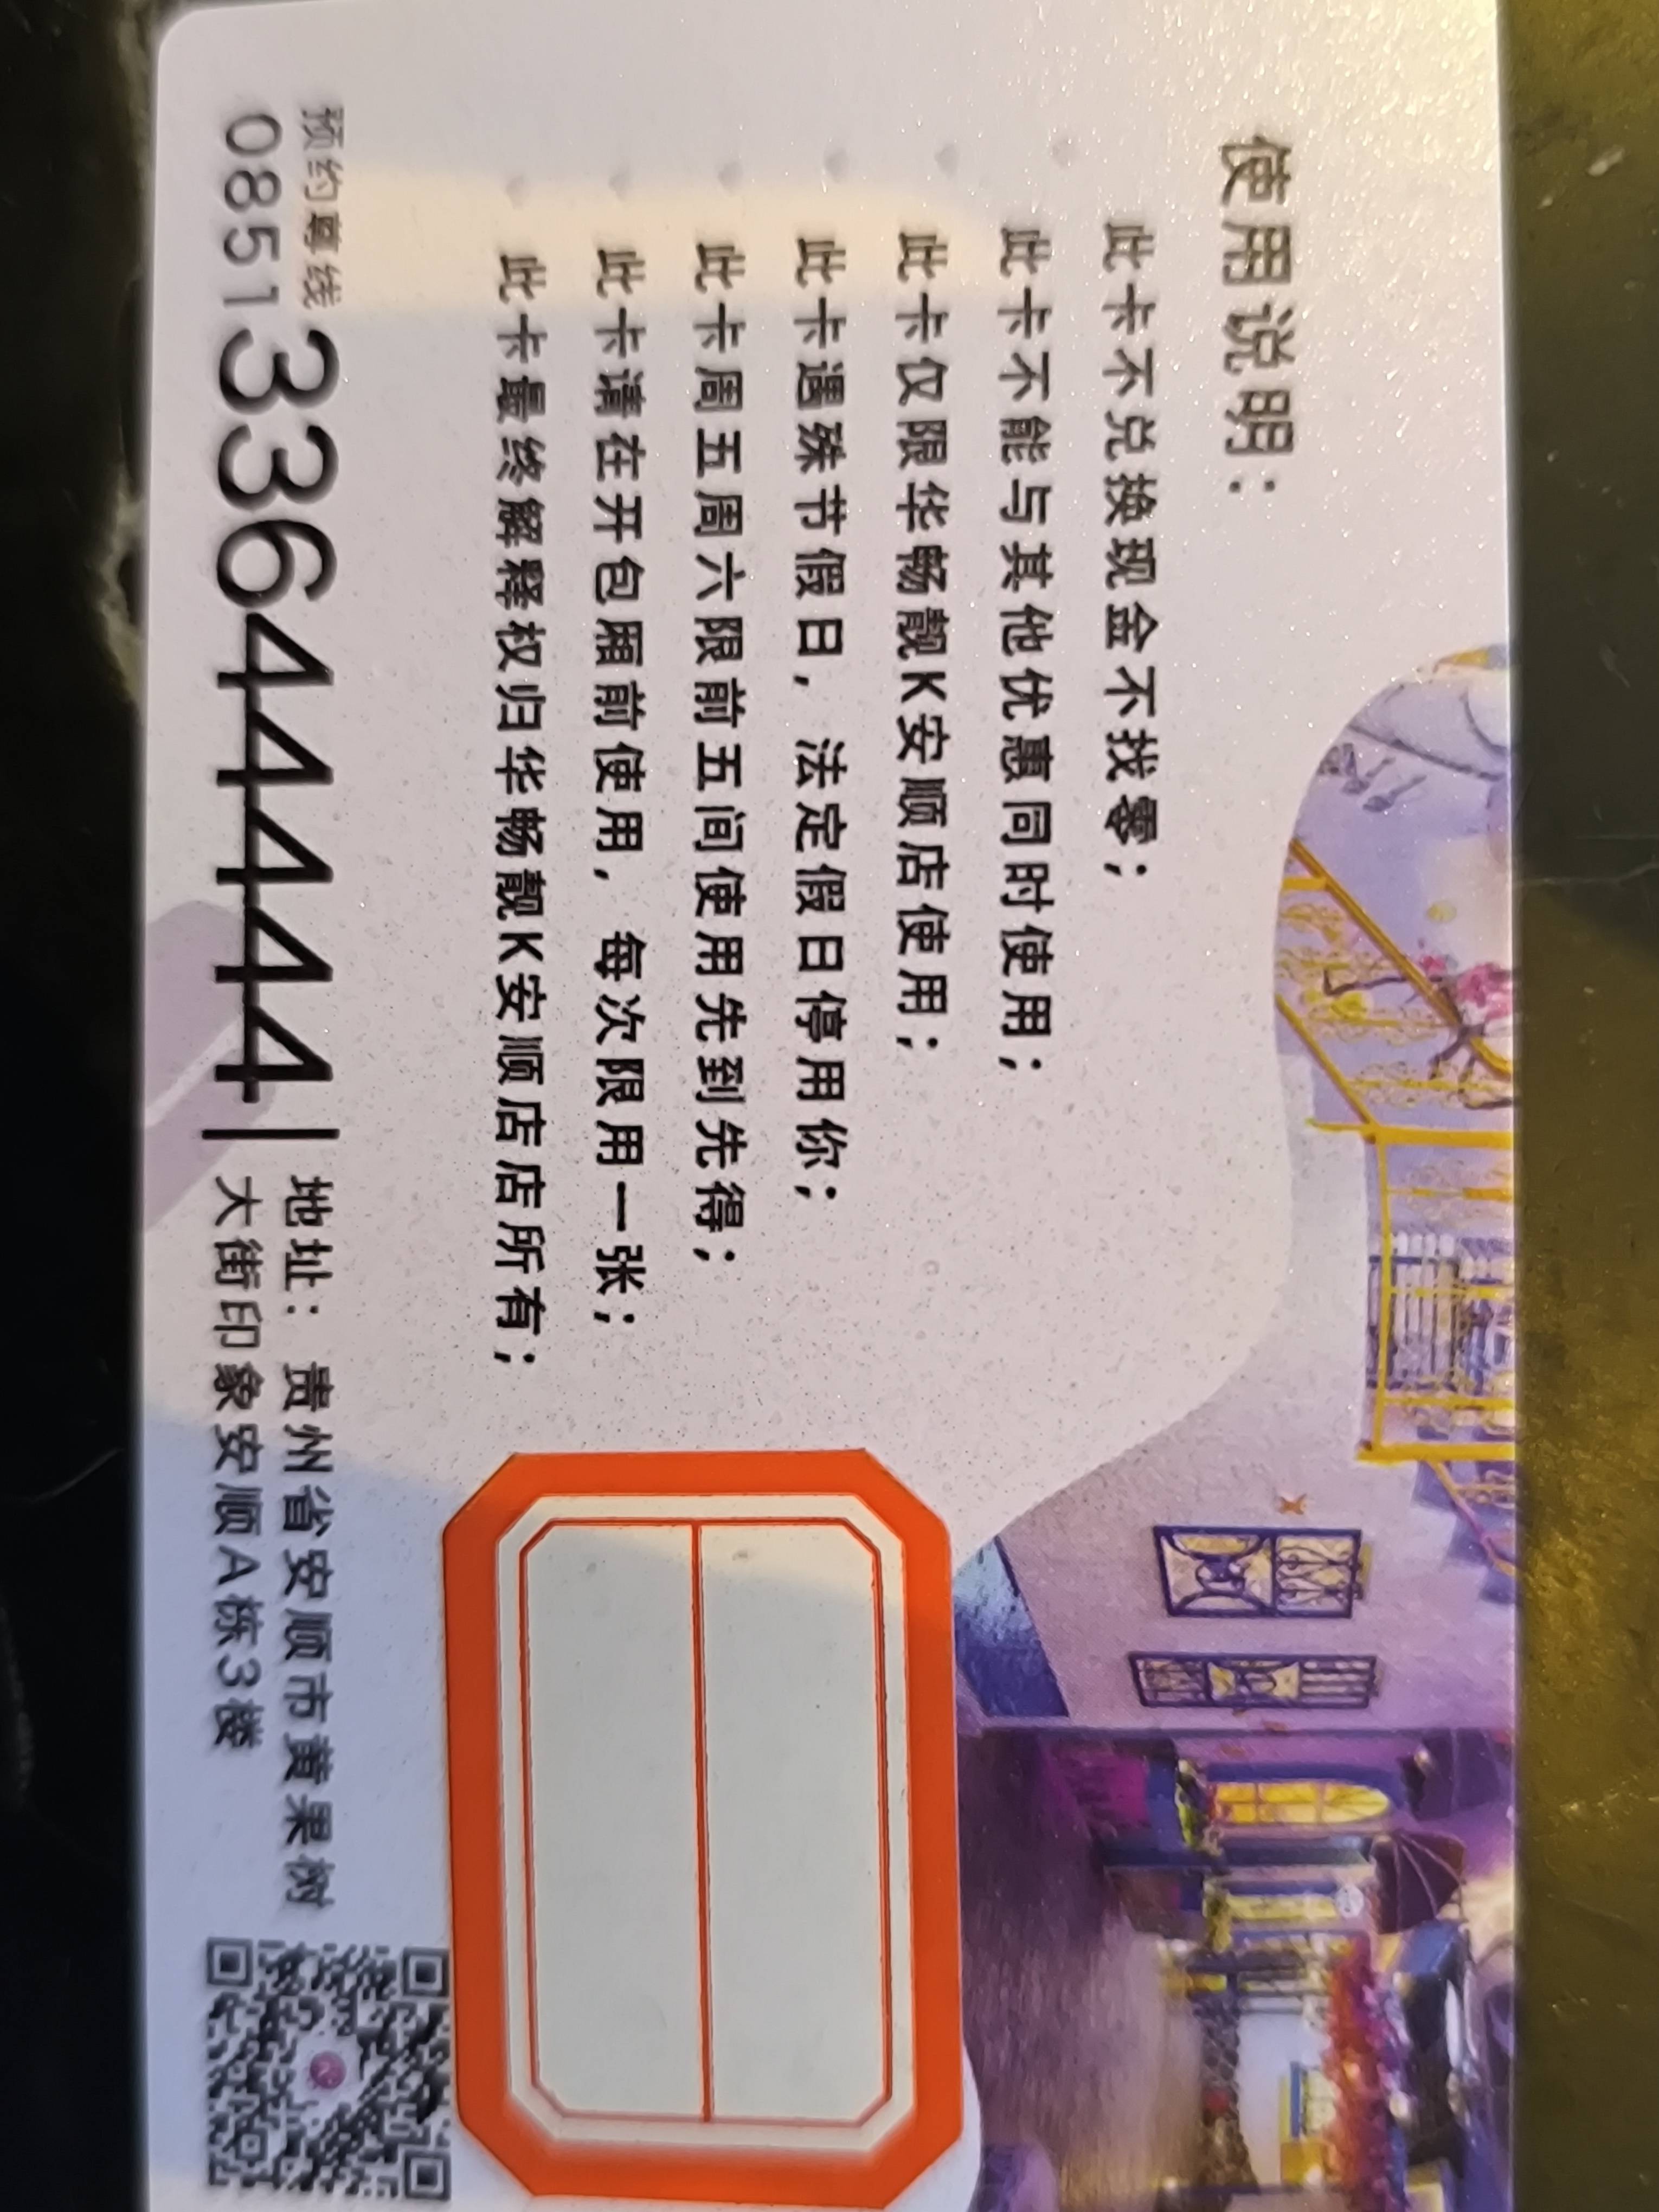 使用说明：
此卡不兑换现金不找零；
此卡不能与其他优惠同时使用；
此卡仅限华畅靓K安顺店使用；
此卡遇殊节假日，法定假日停用你；
此卡周五周六限前五间使用先到先得；
此卡请在开包厢前使用，每次限用一张；
此卡最终解释权归华畅靓K安顺店店所有；
预约尊线
0851 33644444
地址：贵州省安顺市黄果树
大街印象安顺A栋3楼